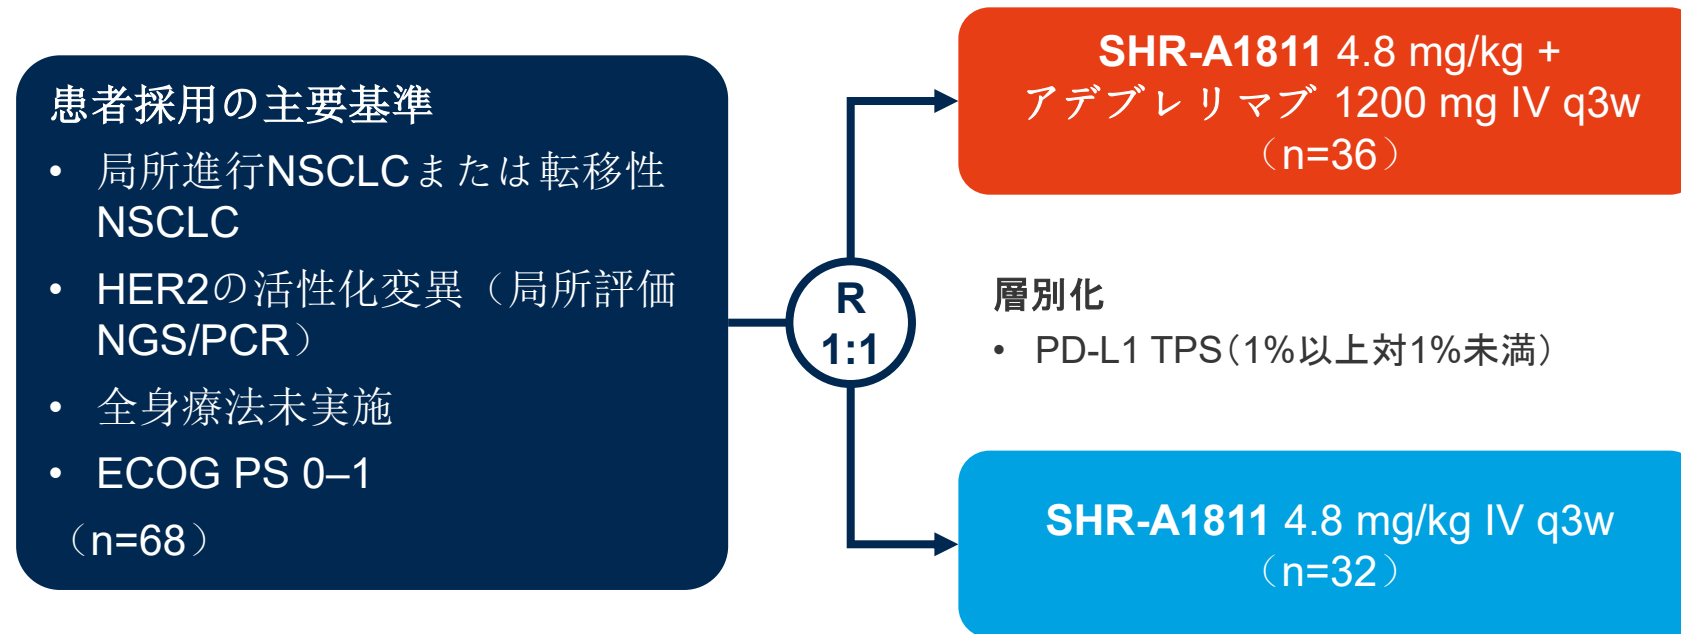 患者採用の主要基準
• 局所進行NSCLCまたは転移性
NSCLC
• HER2の活性化変異（局所評価
NGS/PCR）
• 全身療法未実施
• ECOG PS 0–1
（n=68）
R
1:1
SHR-A1811 4.8 mg/kg +
アデブレリマブ 1200 mg IV q3w
（n=36）
層別化
• PD-L1 TPS（1%以上対1%未満）
SHR-A1811 4.8 mg/kg IV q3w
（n=32）